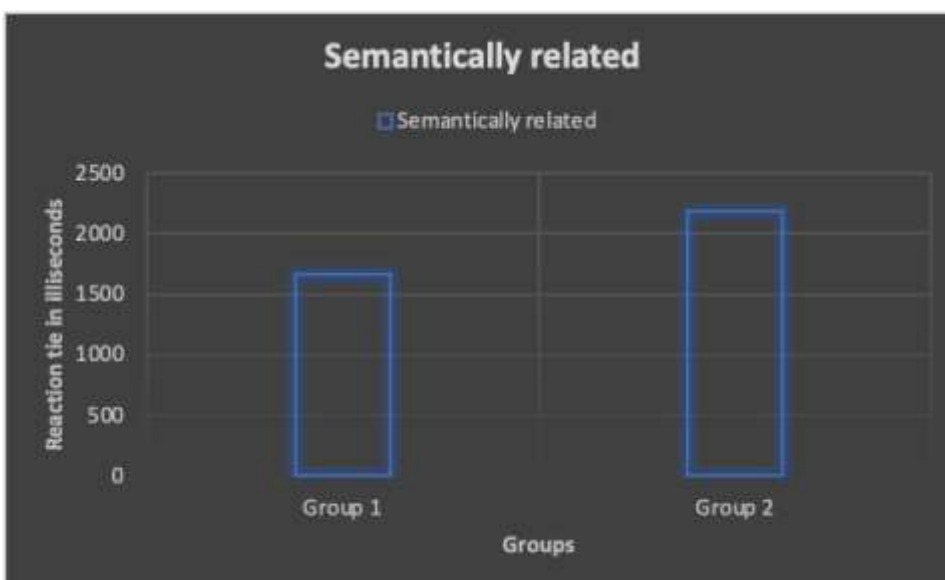 Semantically related
Semantically related
Reaction tie in illiseconds
2500
2000
1500
1000
500
0
Group 1
Group 2
Groups